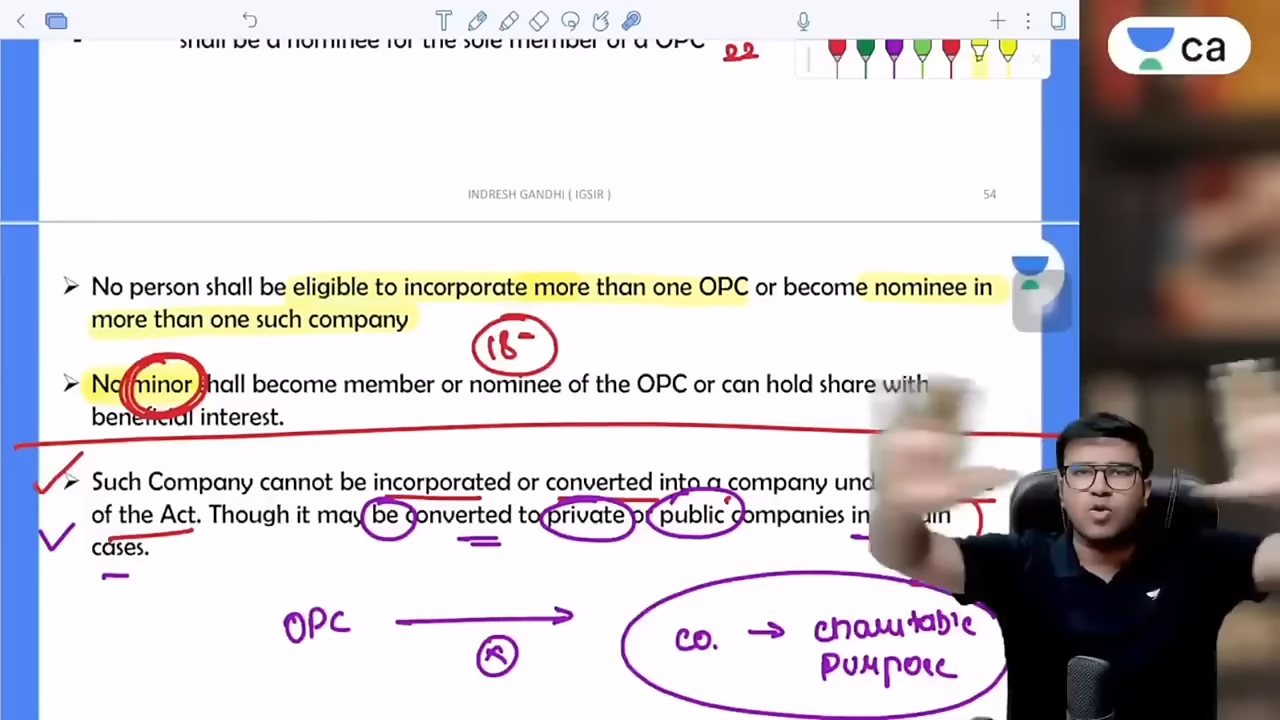 T
ca
shall be a nominee for the sole member of a OPC
INDRESH GANDHI ( IGSIR )
54
➢ No person shall be eligible to incorporate more than one OPC or become nominee in
more than one such company
18-
➢ No minor shall become member or nominee of the OPC or can hold share with
beneficial interest.
➢ Such Company cannot be incorporated or converted into a company
of the Act. Though it may be converted to private or public companies in
cases.
OPC
co. → charitable
purpose